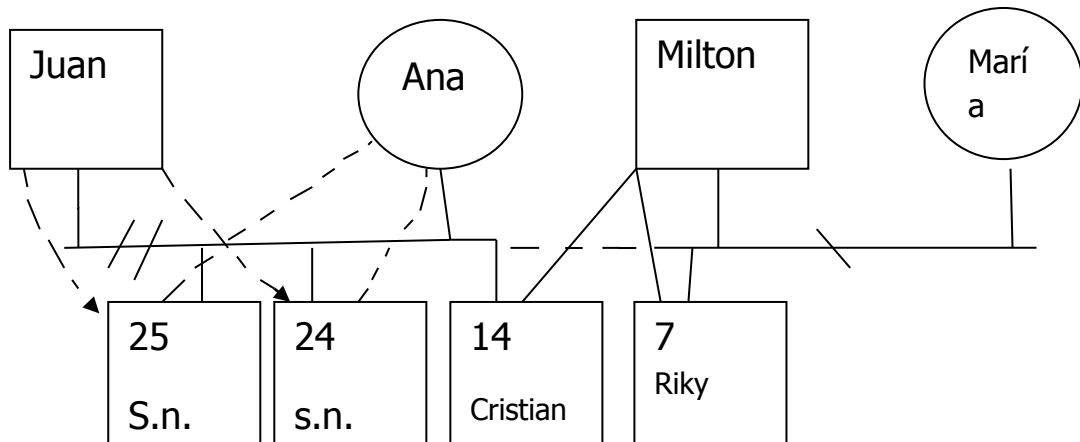 Juan
Ana
Milton
Marí
a
25
S.n.
24
s.n.
14
Cristian
7
Riky